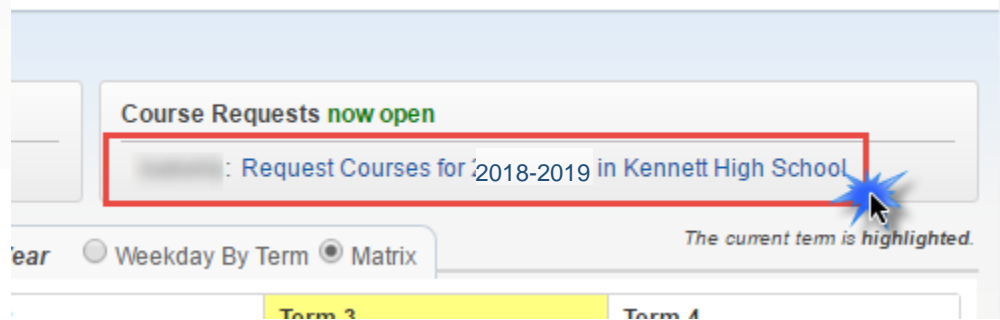 Course Requests now open
: Request Courses for 2018-2019 in Kennett High School
The current term is highlighted.
Year Weekday By Term Matrix
Term 3 Term 4